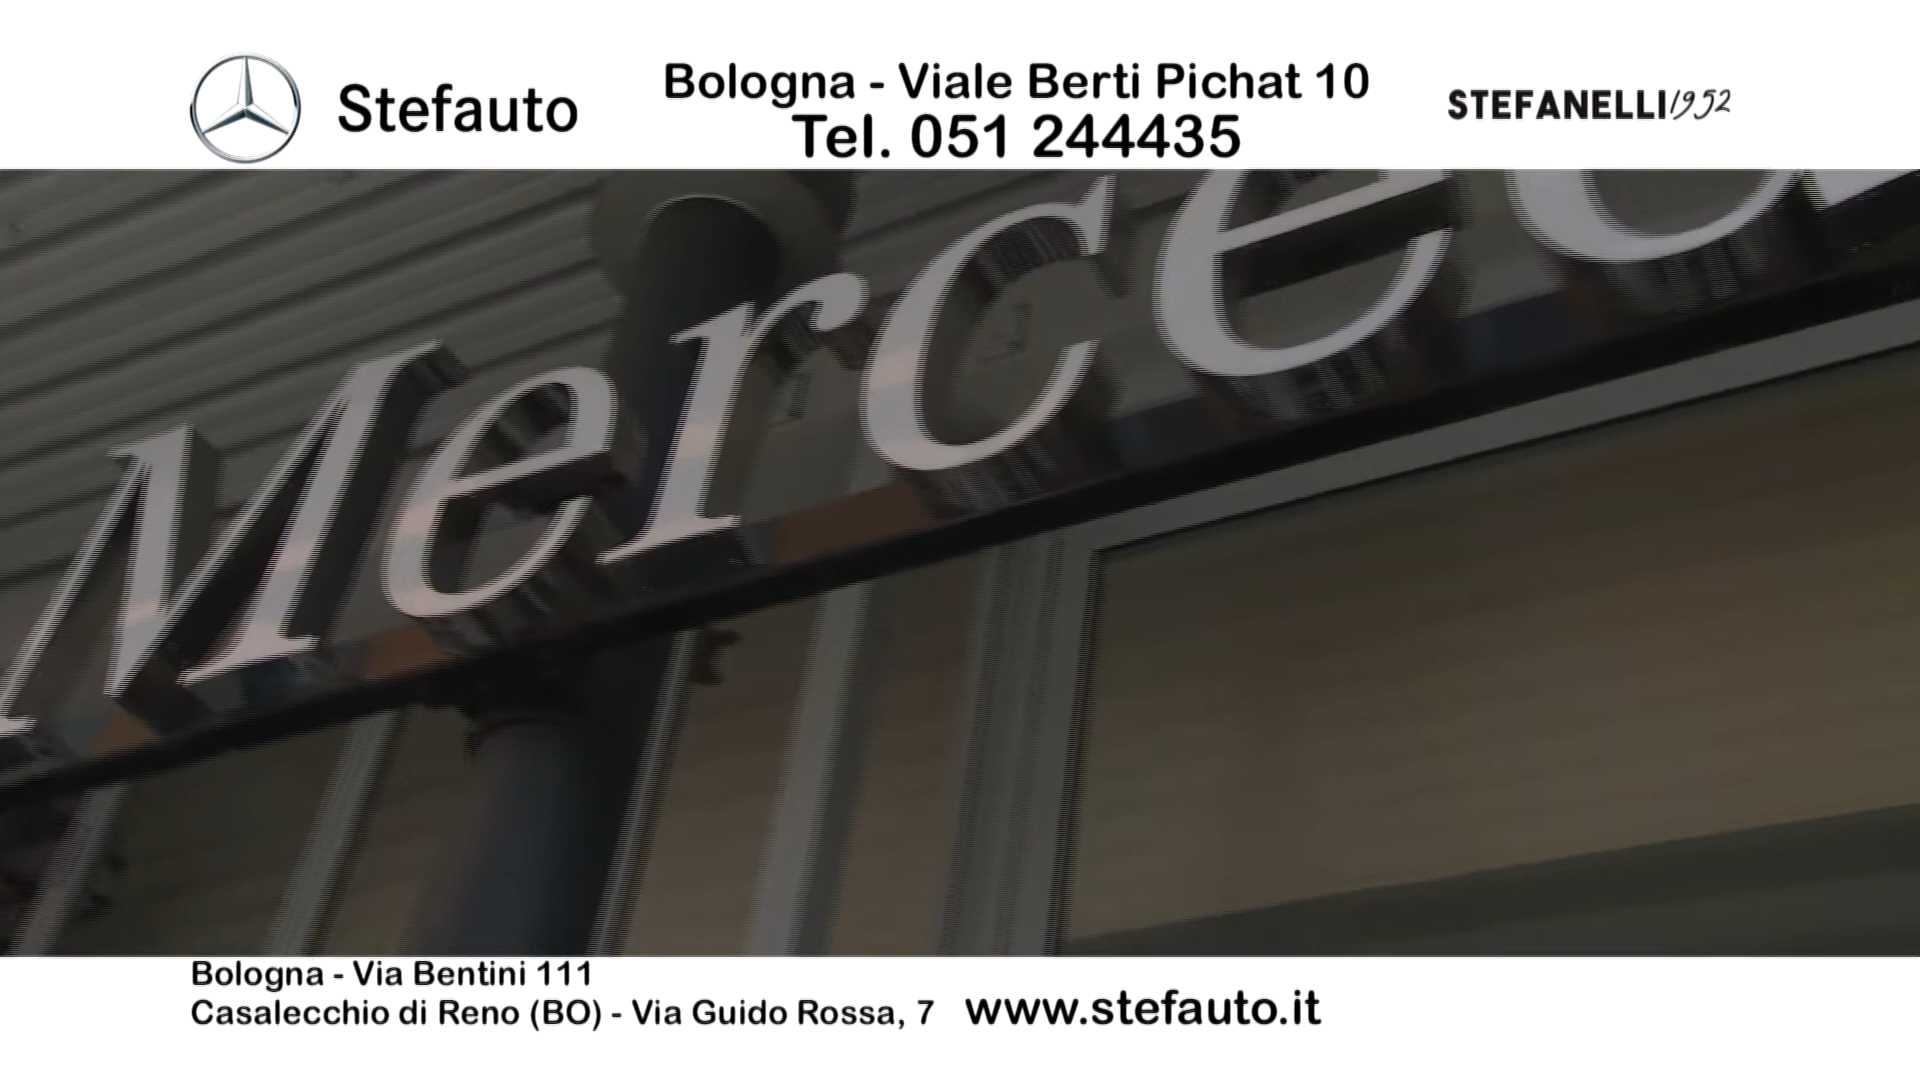 Stefauto
Bologna - Viale Berti Pichat 10
Tel. 051 244435
STEFANELLI1952
Merced
Bologna - Via Bentini 111
Casalecchio di Reno (BO) - Via Guido Rossa, 7
www.stefauto.it